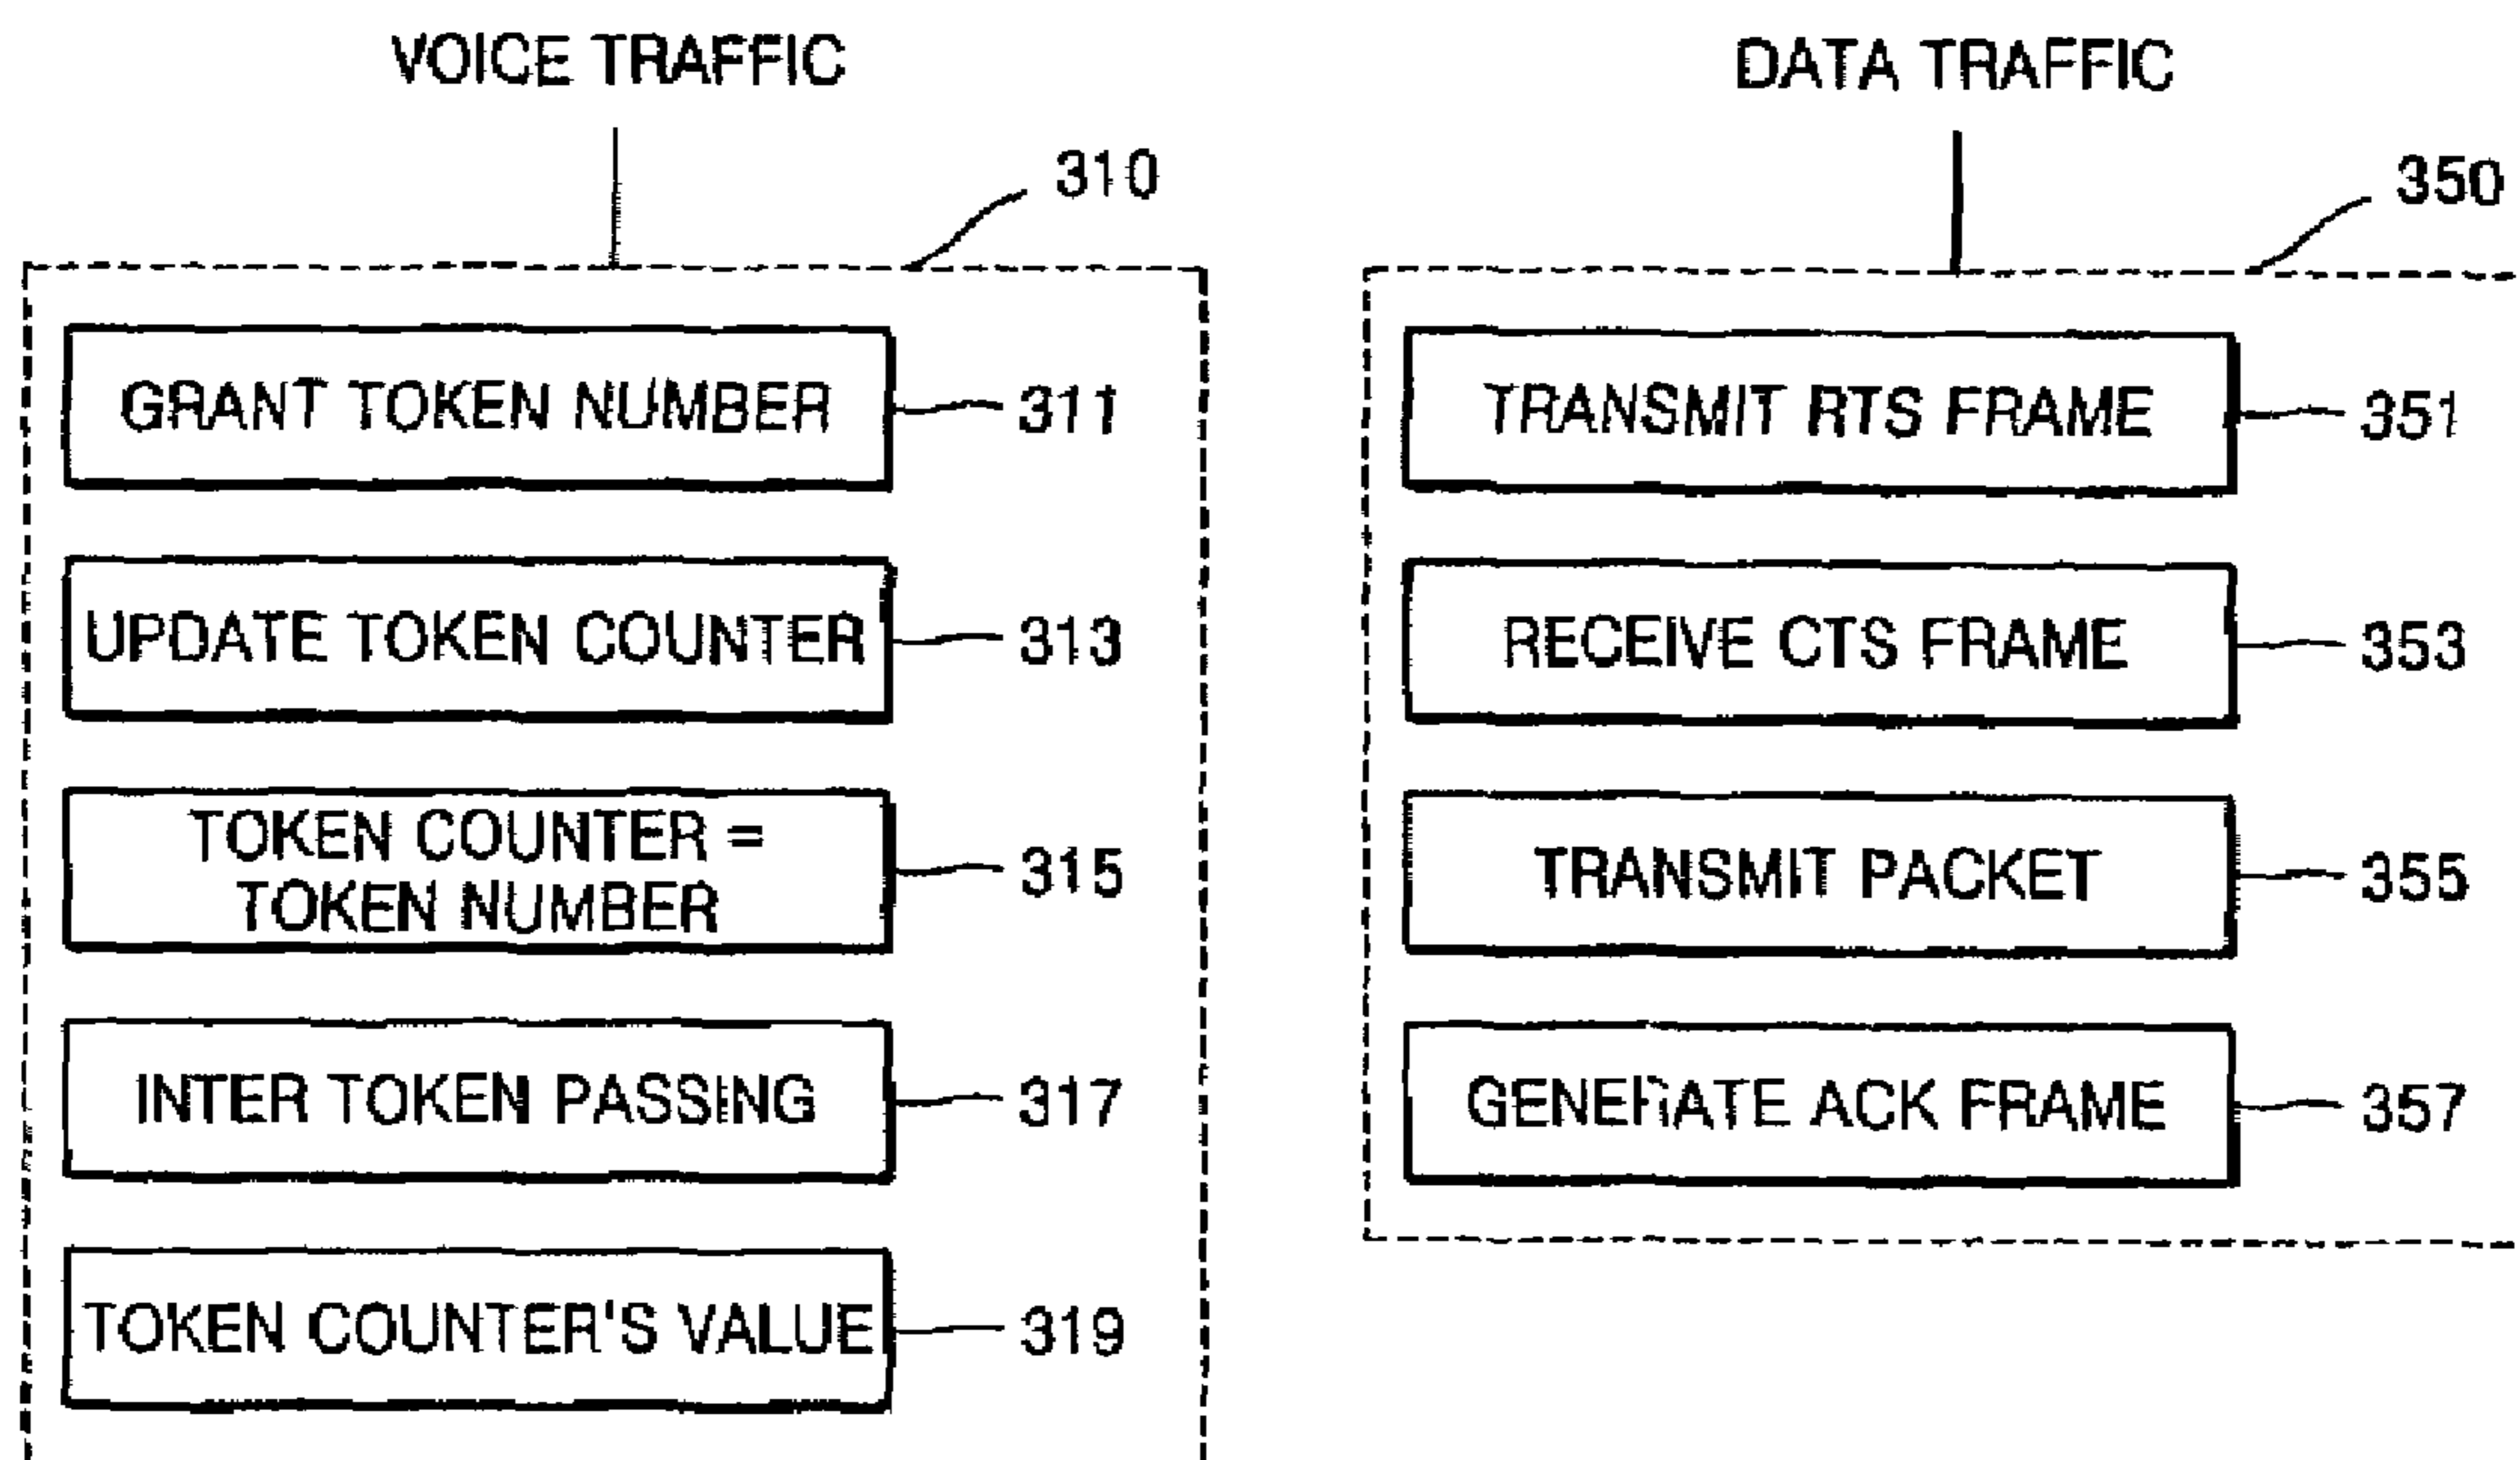 VOICE TRAFFIC
310
GRANT TOKEN NUMBER
311
UPDATE TOKEN COUNTER
313
TOKEN COUNTER =
TOKEN NUMBER
315
INTER TOKEN PASSING
317
TOKEN COUNTER'S VALUE
319
DATA TRAFFIC
350
TRANSMIT RTS FRAME
351
RECEIVE CTS FRAME
353
TRANSMIT PACKET
355
GENERATE ACK FRAME
357